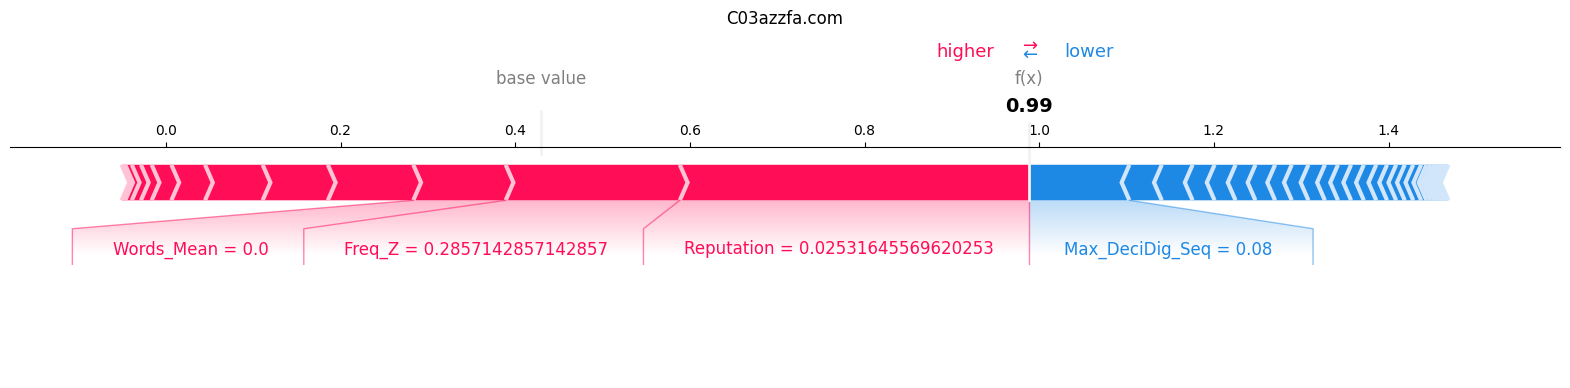 C03azzfa.com
higher ⇄ lower
base value f(x)
0.99
0.0 0.2 0.4 0.6 0.8 1.0 1.2 1.4
Words_Mean = 0.0 Freq_Z = 0.2857142857142857 Reputation = 0.02531645569620253 Max_DeciDig_Seq = 0.08